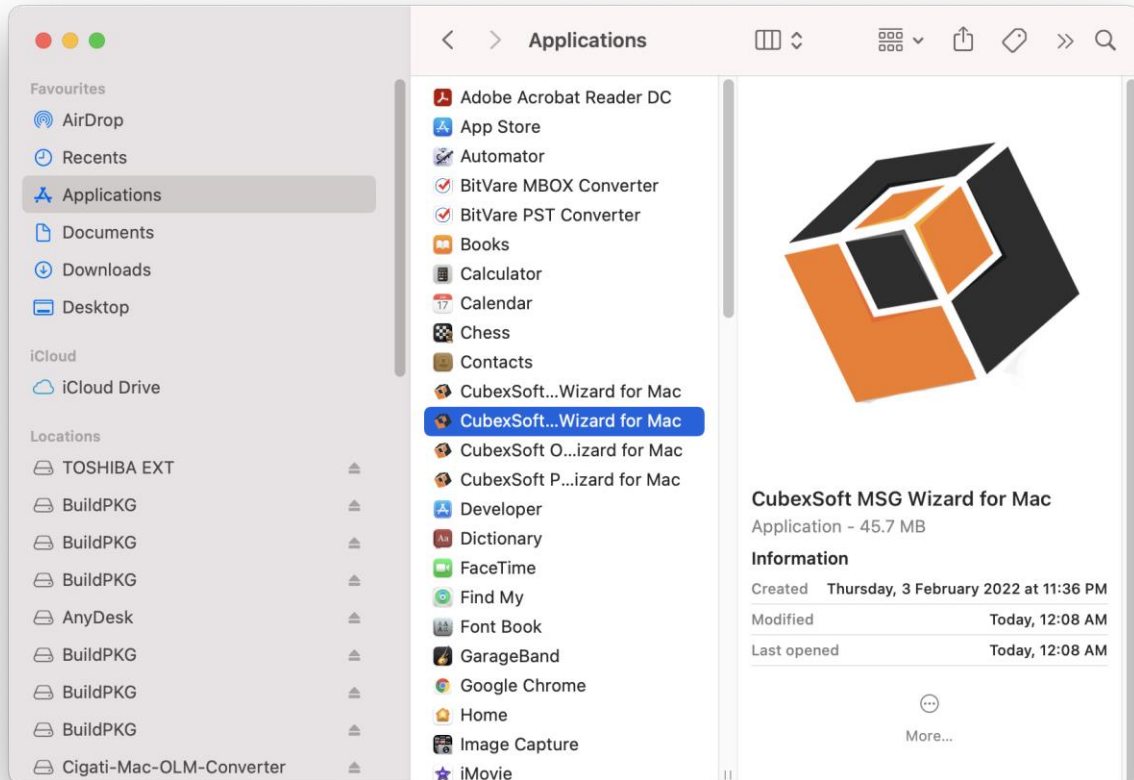 Applications
Favourites
AirDrop
Recents
Applications
Documents
Downloads
Desktop
iCloud
iCloud Drive
Locations
TOSHIBA EXT
BuildPKG
BuildPKG
BuildPKG
AnyDesk
BuildPKG
BuildPKG
BuildPKG
Cigati-Mac-OLM-Converter
Adobe Acrobat Reader DC
App Store
Automator
BitVare MBOX Converter
BitVare PST Converter
Books
Calculator
17
Calendar
Chess
Contacts
CubexSoft...Wizard for Mac
CubexSoft...Wizard for Mac
CubexSoft O...izard for Mac
CubexSoft P...izard for Mac
Developer
Aa
Dictionary
FaceTime
Find My
Font Book
GarageBand
Google Chrome
Home
Image Capture
iMovie
CubexSoft MSG Wizard for Mac
Application - 45.7 MB
Information
Created Thursday, 3 February 2022 at 11:36 PM
Modified Today, 12:08 AM
Last opened Today, 12:08 AM
More...